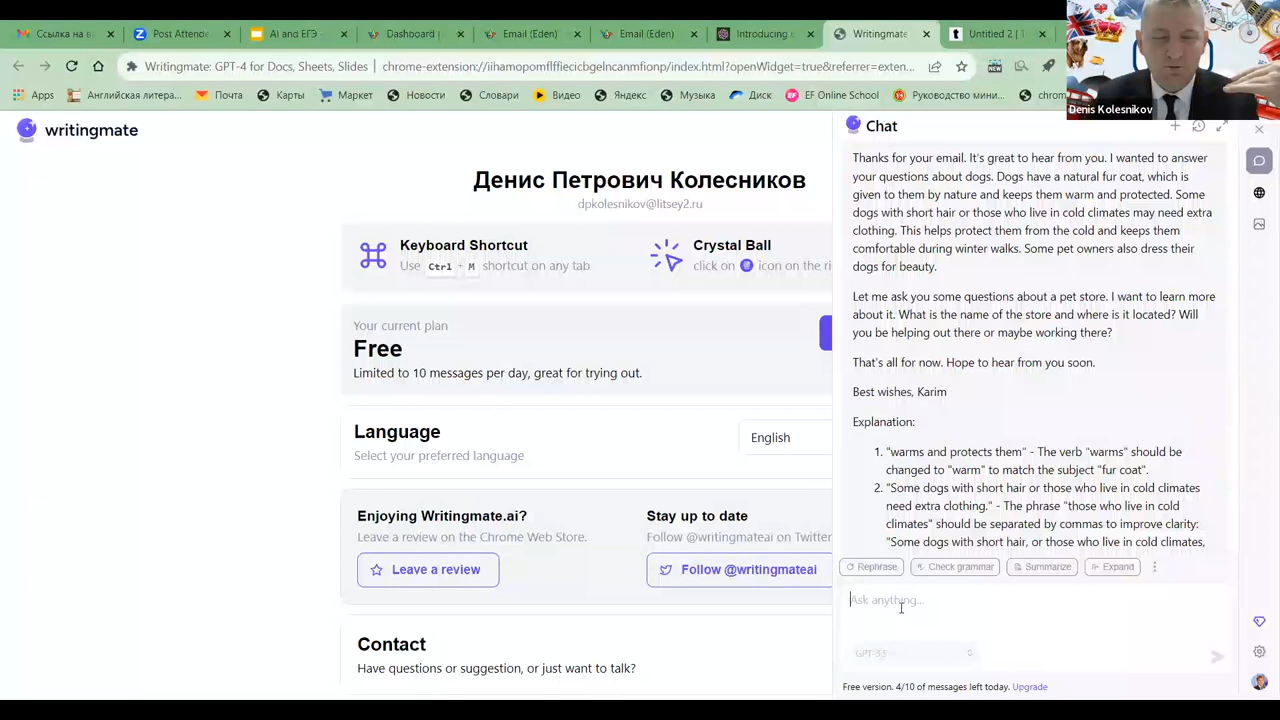 Ссылка на в
Post Attende
AI and ЕГЭ -
Dashboard
Email (Eden)
Email (Eden)
Introducing
Writingmate
Untitled 2 | 1
Writingmate: GPT-4 for Docs, Sheets, Slides
NEW
Apps
Английская литера...
Почта
Карты
Маркет
Новости
Словари
Видео
Яндекс
Музыка
Диск
EF Online School
Руководство мини...
Denis Kolesnikov
writingmate
Денис Петрович Колесников
dpkolesnikov@litsey2.ru
Keyboard Shortcut
Use Ctrl + M shortcut on any tab
Crystal Ball
click on icon on the ri
Your current plan
Free
Limited to 10 messages per day, great for trying out.
Language
Select your preferred language
English
Enjoying Writingmate.ai?
Leave a review on the Chrome Web Store.
Leave a review
Stay up to date
Follow @writingmateai on Twitter
Follow @writingmateai
Contact
Have questions or suggestion, or just want to talk?
Chat
Thanks for your email. It's great to hear from you. I wanted to answer
your questions about dogs. Dogs have a natural fur coat, which is
given to them by nature and keeps them warm and protected. Some
dogs with short hair or those who live in cold climates may need extra
clothing. This helps protect them from the cold and keeps them
comfortable during winter walks. Some pet owners also dress their
dogs for beauty.
Let me ask you some questions about a pet store. I want to learn more
about it. What is the name of the store and where is it located? Will
you be helping out there or maybe working there?
That's all for now. Hope to hear from you soon.
Best wishes, Karim
Explanation:
1. "warms and protects them" - The verb "warms" should be
changed to "warm" to match the subject "fur coat".
2. "Some dogs with short hair or those who live in cold climates
need extra clothing." - The phrase "those who live in cold
climates" should be separated by commas to improve clarity:
"Some dogs with short hair, or those who live in cold climates,
Rephrase
Check grammar
Summarize
Expand
Ask anything...
GPT-3.5
Free version. 4/10 of messages left today. Upgrade